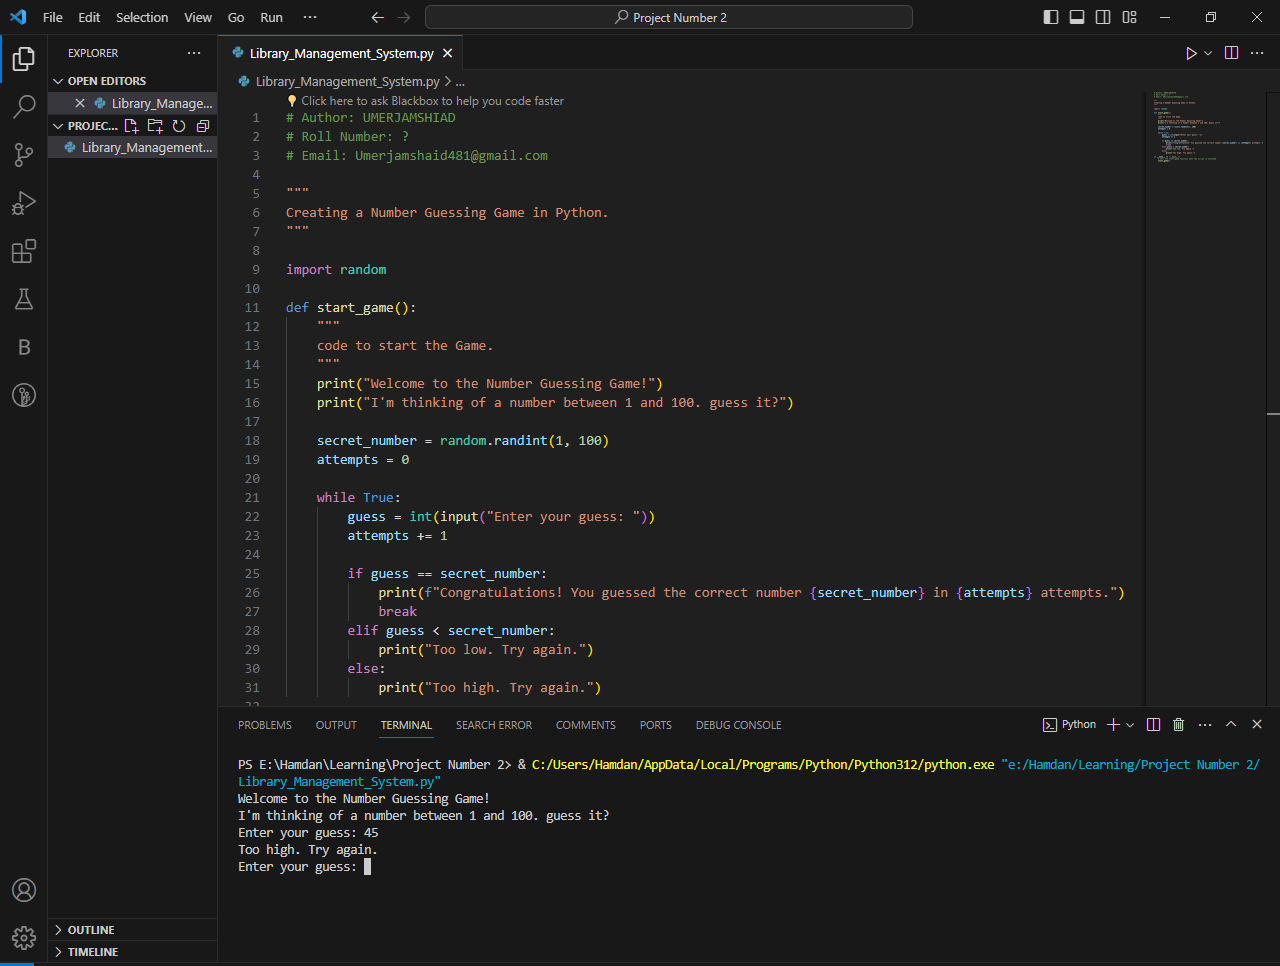 File Edit Selection View Go Run ··· Project Number 2
EXPLORER ···
OPEN EDITORS
Library_Manage...
PROJEC...
Library_Management...
B
OUTLINE
TIMELINE
Library_Management_System.py
Library_Management_System.py > ...
Click here to ask Blackbox to help you code faster
1 # Author: UMERJAMSHIAD
2 # Roll Number: ?
3 # Email: Umerjamshaid481@gmail.com
4
5 """
6 Creating a Number Guessing Game in Python.
7 """
8
9 import random
10
11 def start_game():
12 """
13 code to start the Game.
14 """
15 print("Welcome to the Number Guessing Game!")
16 print("I'm thinking of a number between 1 and 100. guess it?")
17
18 secret_number = random.randint(1, 100)
19 attempts = 0
20
21 while True:
22 guess = int(input("Enter your guess: "))
23 attempts += 1
24
25 if guess == secret_number:
26 print(f"Congratulations! You guessed the correct number {secret_number} in {attempts} attempts.")
27 break
28 elif guess < secret_number:
29 print("Too low. Try again.")
30 else:
31 print("Too high. Try again.")
PROBLEMS OUTPUT TERMINAL SEARCH ERROR COMMENTS PORTS DEBUG CONSOLE Python
PS E:\Hamdan\Learning\Project Number 2> & C:/Users/Hamdan/AppData/Local/Programs/Python/Python312/python.exe "e:/Hamdan/Learning/Project Number 2/
Library_Management_System.py"
Welcome to the Number Guessing Game!
I'm thinking of a number between 1 and 100. guess it?
Enter your guess: 45
Too high. Try again.
Enter your guess: